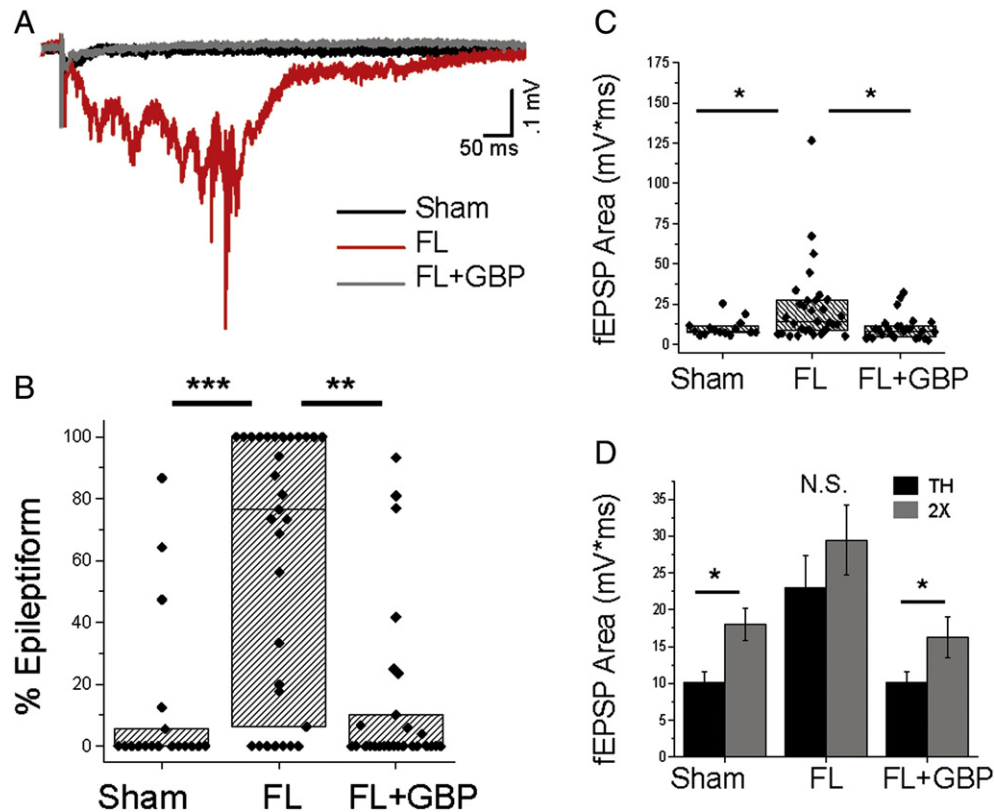 A
.1 mV
50 ms
Sham
FL
FL+GBP
B
*** **
% Epileptiform
100
80
60
40
20
0
Sham FL FL+GBP
C
fEPSP Area (mV*ms)
175
150
125
100
75
50
25
0
* *
Sham FL FL+GBP
D
fEPSP Area (mV*ms)
35
30
25
20
15
10
5
0
N.S.
TH
2X
* *
Sham FL FL+GBP